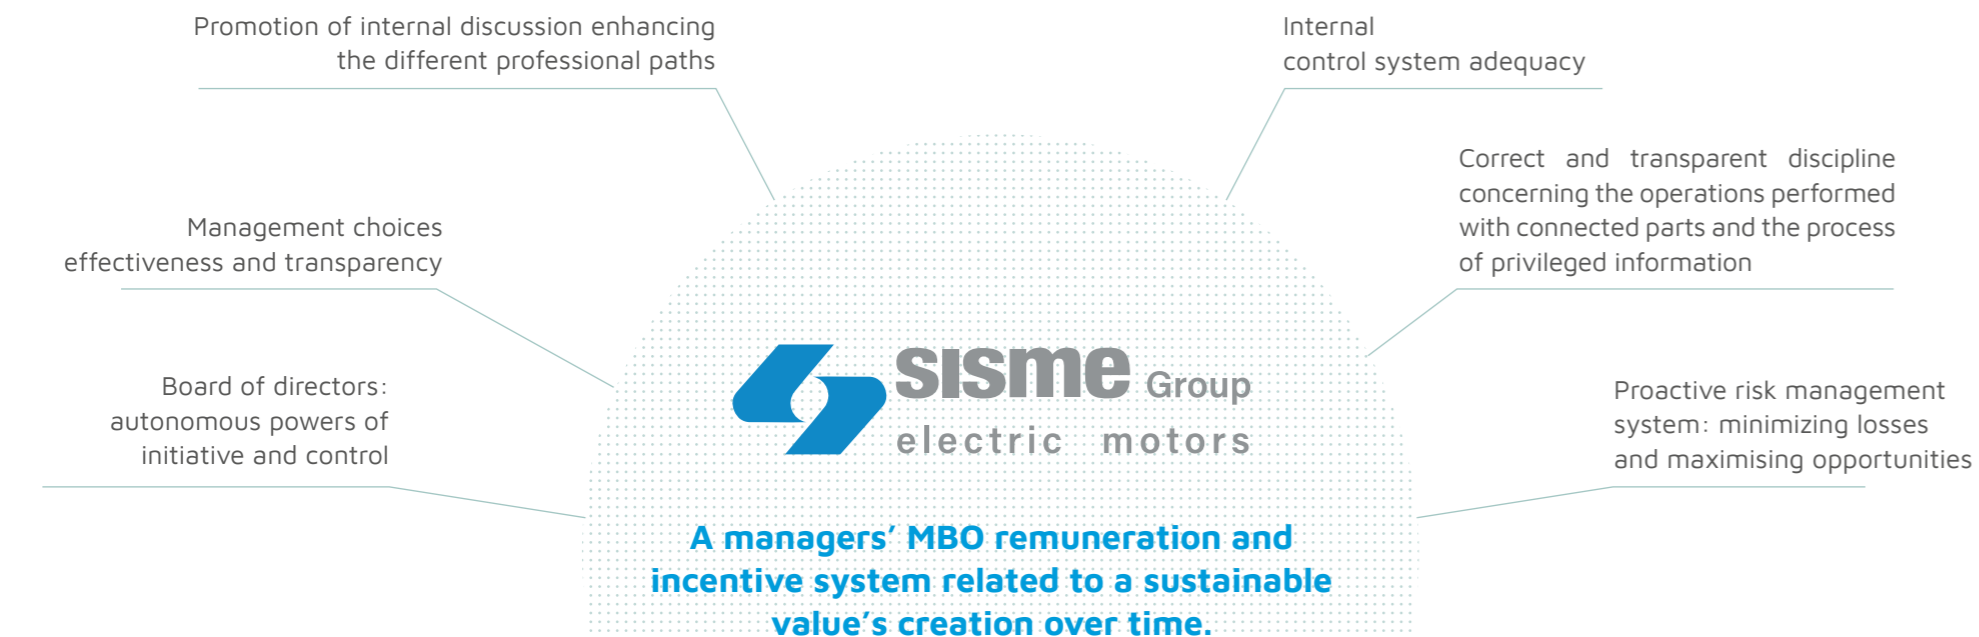 Promotion of internal discussion enhancing
the different professional paths
Internal
control system adequacy
Correct and transparent discipline
concerning the operations performed
with connected parts and the process
of privileged information
Management choices
effectiveness and transparency
Board of directors:
autonomous powers of
initiative and control
Proactive risk management
system: minimizing losses
and maximising opportunities
sisme Group
electric motors
A managers’ MBO remuneration and
incentive system related to a sustainable
value’s creation over time.